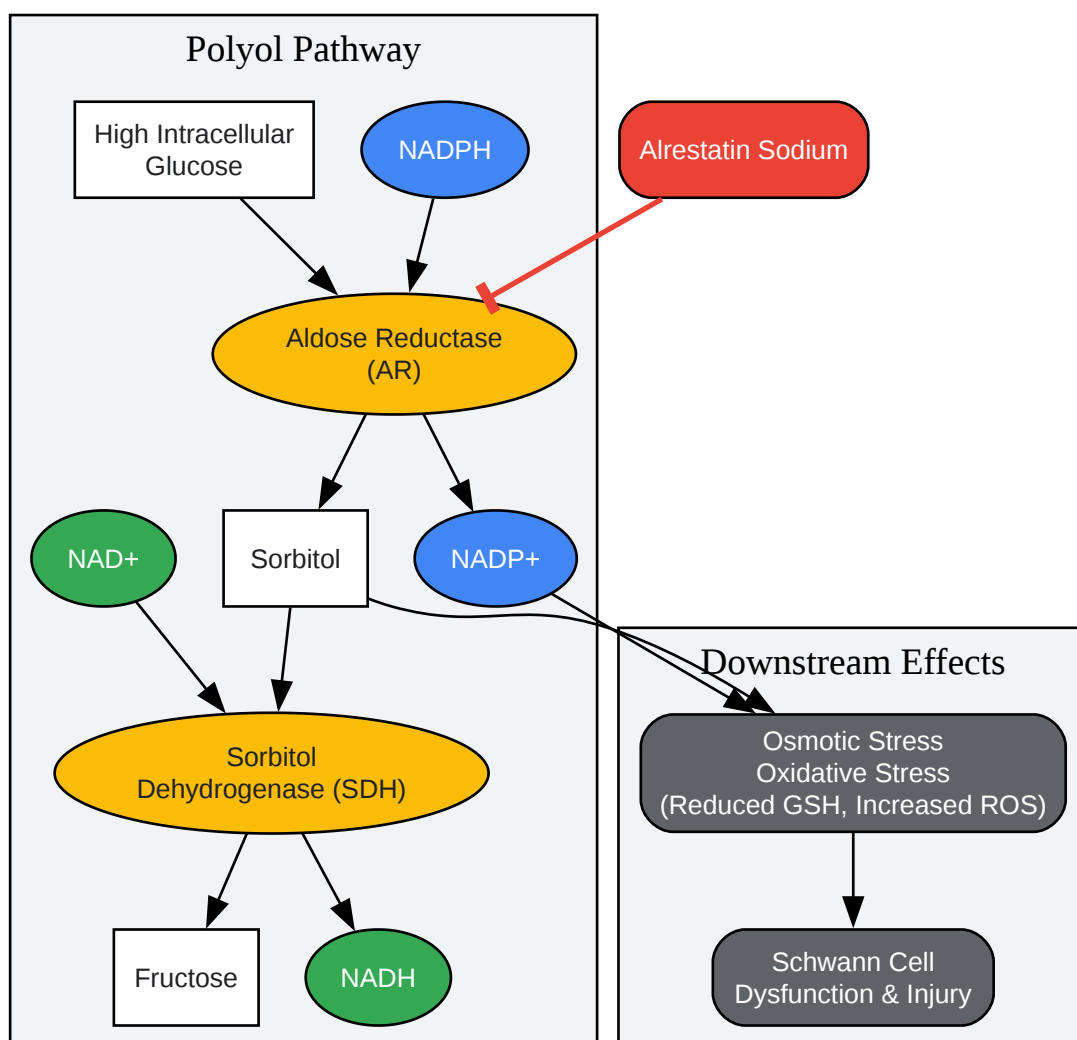 Polyol Pathway
High Intracellular
Glucose
NADPH
Alrestatin Sodium
Aldose Reductase
(AR)
NAD+
Sorbitol
NADP+
Downstream Effects
Sorbitol
Dehydrogenase (SDH)
Osmotic Stress
Oxidative Stress
(Reduced GSH, Increased ROS)
Fructose
NADH
Schwann Cell
Dysfunction & Injury